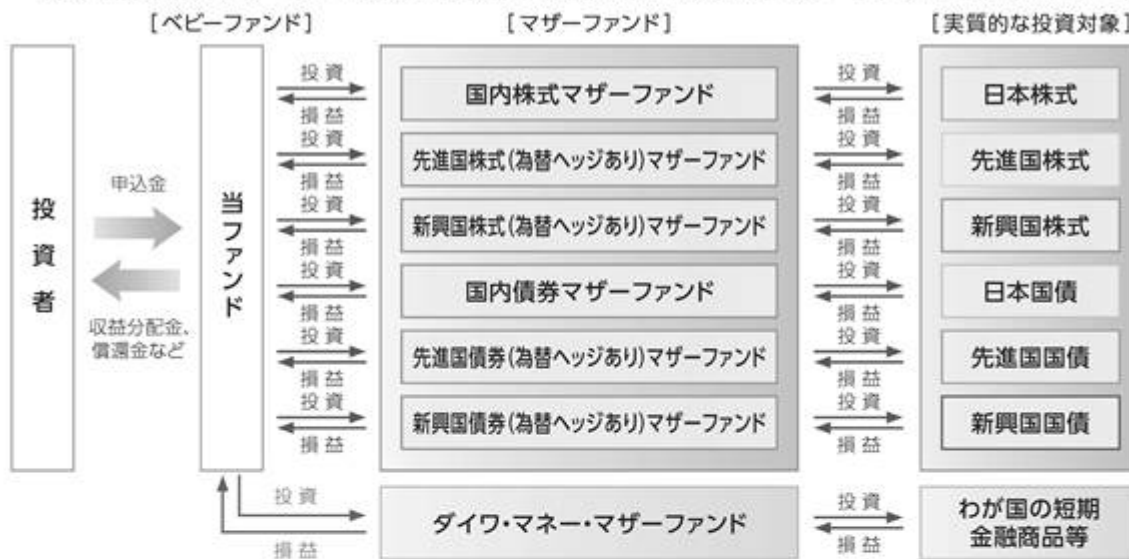 [ベビーファンド]
[マザーファンド]
[実質的な投資対象]
投資者
申込金
収益分配金、
償還金など
当ファンド
投資
損益
国内株式マザーファンド
投資
損益
日本株式
投資
損益
先進国株式(為替ヘッジあり)マザーファンド
投資
損益
先進国株式
投資
損益
新興国株式(為替ヘッジあり)マザーファンド
投資
損益
新興国株式
投資
損益
国内債券マザーファンド
投資
損益
日本国債
投資
損益
先進国債券(為替ヘッジあり)マザーファンド
投資
損益
先進国国債
投資
損益
新興国債券(為替ヘッジあり)マザーファンド
投資
損益
新興国国債
投資
損益
ダイワ・マネー・マザーファンド
投資
損益
わが国の短期
金融商品等